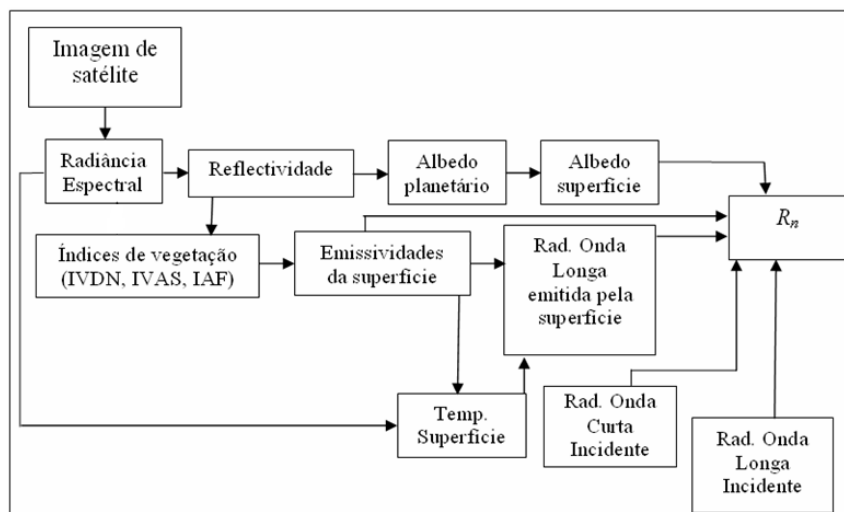 Imagem de
satélite
Radiância
Espectral
Reflectividade
Albedo
planetário
Albedo
superfície
Rn
Índices de vegetação
(IVDN, IVAS, IAF)
Emissividades
da superfície
Rad. Onda
Longa
emitida pela
superfície
Temp.
Superfície
Rad. Onda
Curta
Incidente
Rad. Onda
Longa
Incidente